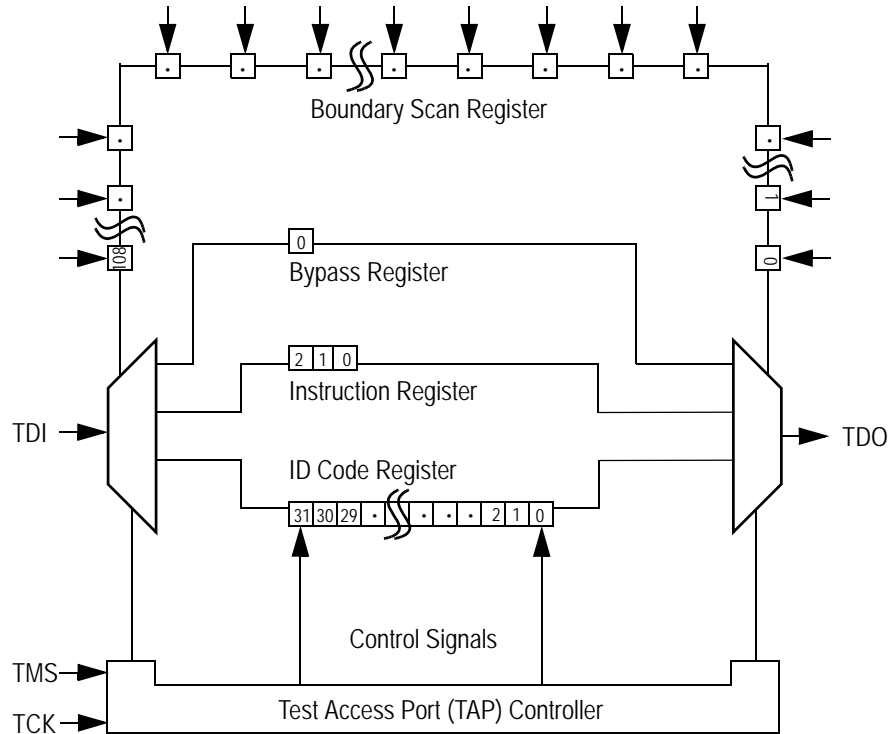 . . . . . . . .
Boundary Scan Register
. .
. 1
108 0
0
Bypass Register
2 1 0
Instruction Register
TDI TDO
ID Code Register
31 30 29 . . . . 2 1 0
Control Signals
TMS
Test Access Port (TAP) Controller
TCK